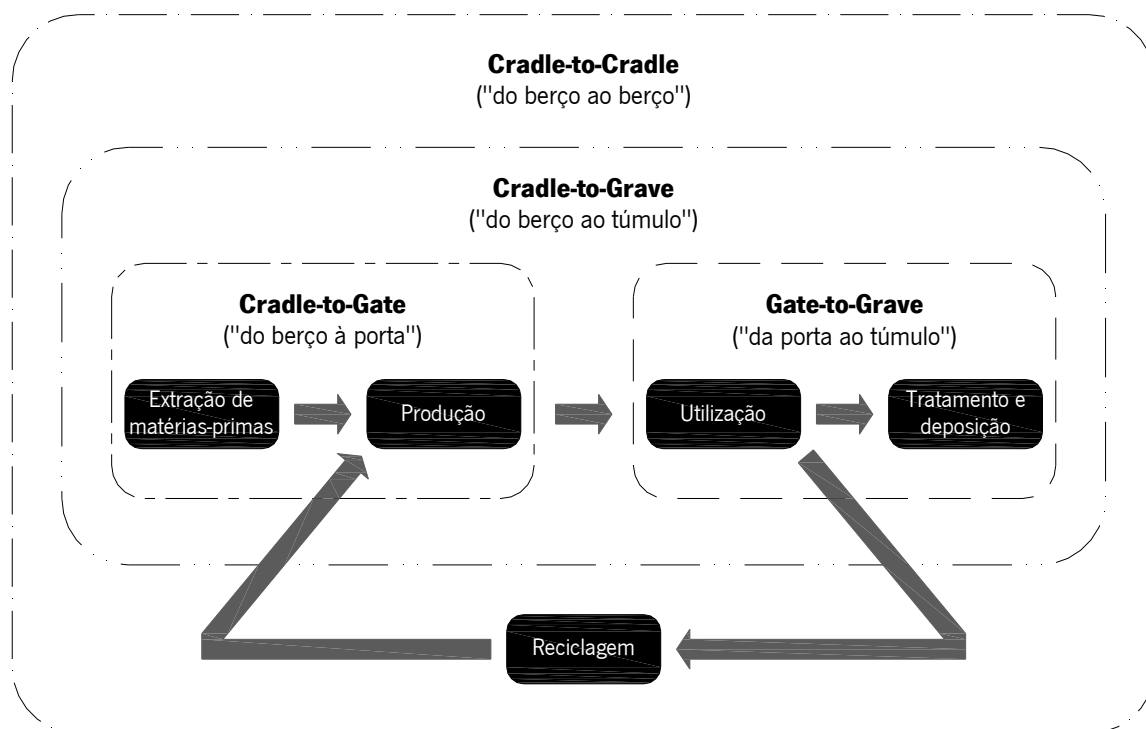 Cradle-to-Cradle
("do berço ao berço")
Cradle-to-Grave
("do berço ao túmulo")
Cradle-to-Gate
("do berço à porta")
Gate-to-Grave
("da porta ao túmulo")
Extração de
matérias-primas
Produção
Utilização
Tratamento e
deposição
Reciclagem